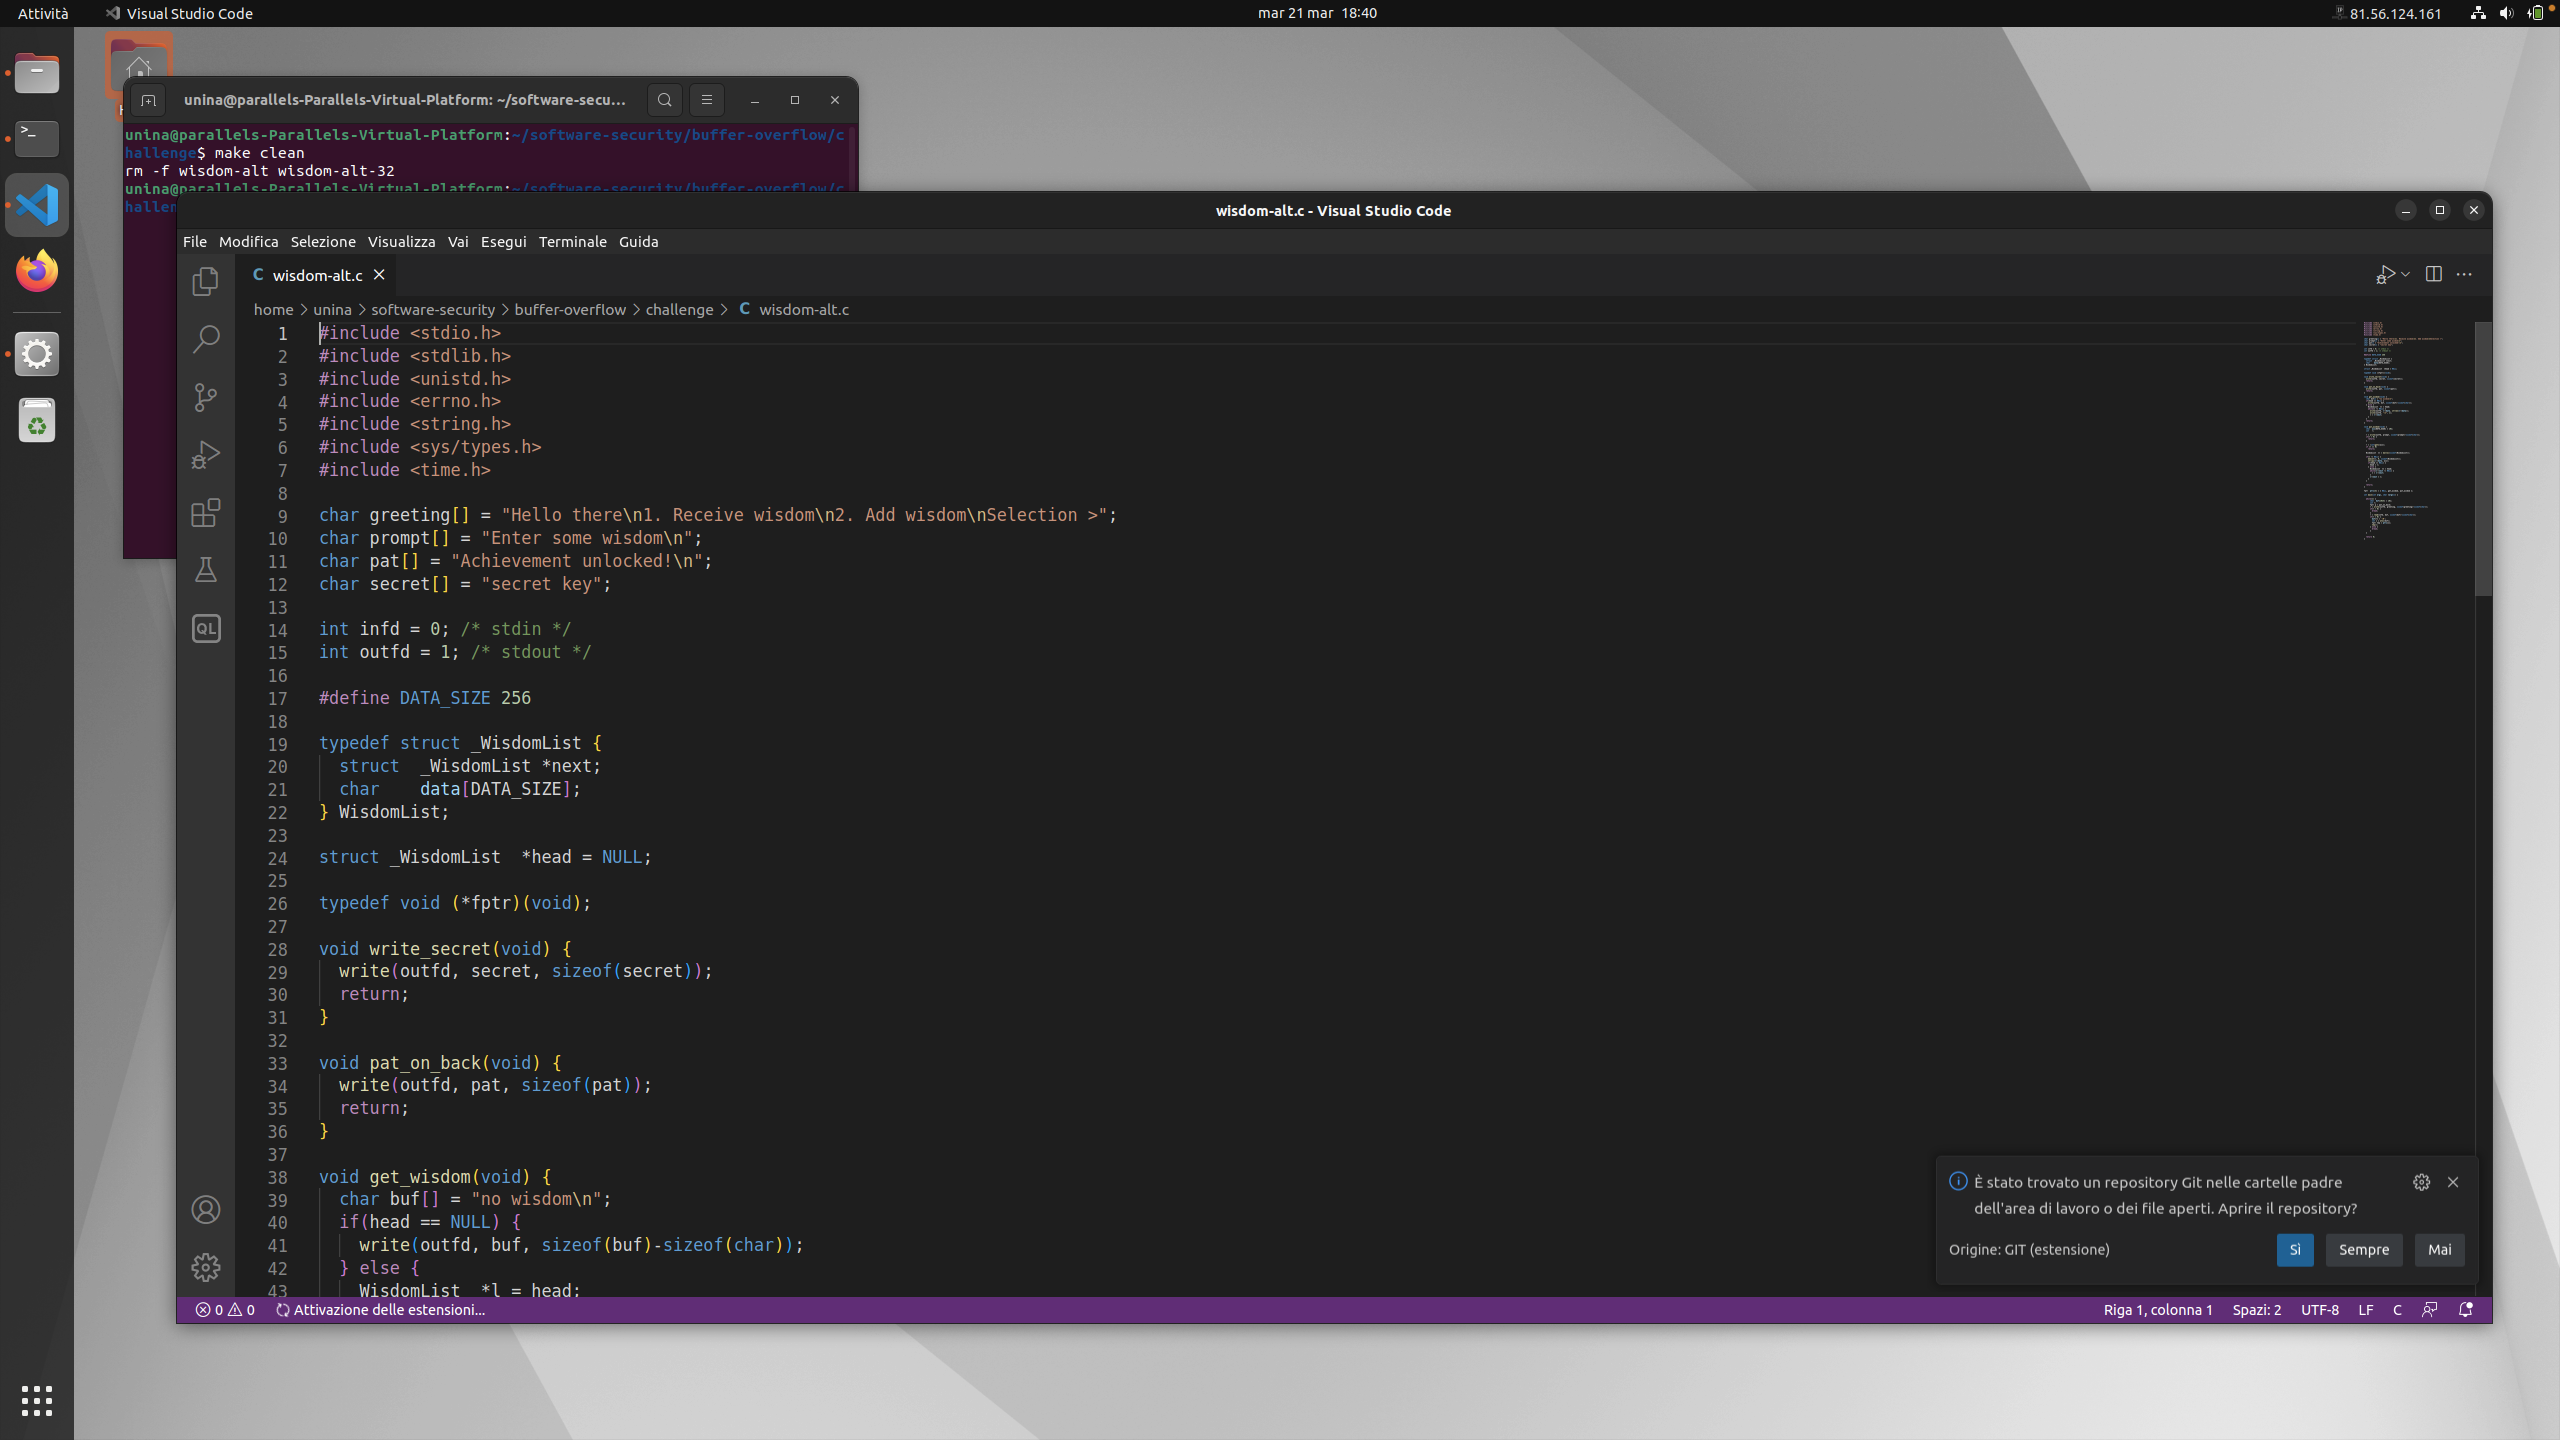 Attività
Visual Studio Code
mar 21 mar 18:40
81.56.124.161
unina@parallels-Parallels-Virtual-Platform: ~/software-secu...
unina@parallels-Parallels-Virtual-Platform:~/software-security/buffer-overflow/c
hallenge$ make clean
rm -f wisdom-alt wisdom-alt-32
unina@parallels-Parallels-Virtual-Platform:~/software-security/buffer-overflow/c
hallen
wisdom-alt.c - Visual Studio Code
File Modifica Selezione Visualizza Vai Esegui Terminale Guida
C wisdom-alt.c
home > unina > software-security > buffer-overflow > challenge > C wisdom-alt.c
1 #include <stdio.h>
2 #include <stdlib.h>
3 #include <unistd.h>
4 #include <errno.h>
5 #include <string.h>
6 #include <sys/types.h>
7 #include <time.h>
8
9 char greeting[] = "Hello there\n1. Receive wisdom\n2. Add wisdom\nSelection >";
10 char prompt[] = "Enter some wisdom\n";
11 char pat[] = "Achievement unlocked!\n";
12 char secret[] = "secret key";
13
14 int infd = 0; /* stdin */
15 int outfd = 1; /* stdout */
16
17 #define DATA_SIZE 256
18
19 typedef struct _WisdomList {
20   struct  _WisdomList *next;
21   char    data[DATA_SIZE];
22 } WisdomList;
23
24 struct _WisdomList  *head = NULL;
25
26 typedef void (*fptr)(void);
27
28 void write_secret(void) {
29   write(outfd, secret, sizeof(secret));
30   return;
31 }
32
33 void pat_on_back(void) {
34   write(outfd, pat, sizeof(pat));
35   return;
36 }
37
38 void get_wisdom(void) {
39   char buf[] = "no wisdom\n";
40   if(head == NULL) {
41     write(outfd, buf, sizeof(buf)-sizeof(char));
42   } else {
43     WisdomList  *l = head;
QL
È stato trovato un repository Git nelle cartelle padre
dell'area di lavoro o dei file aperti. Aprire il repository?
Origine: GIT (estensione)
Sì
Sempre
Mai
0 0 Attivazione delle estensioni...
Riga 1, colonna 1 Spazi: 2 UTF-8 LF C